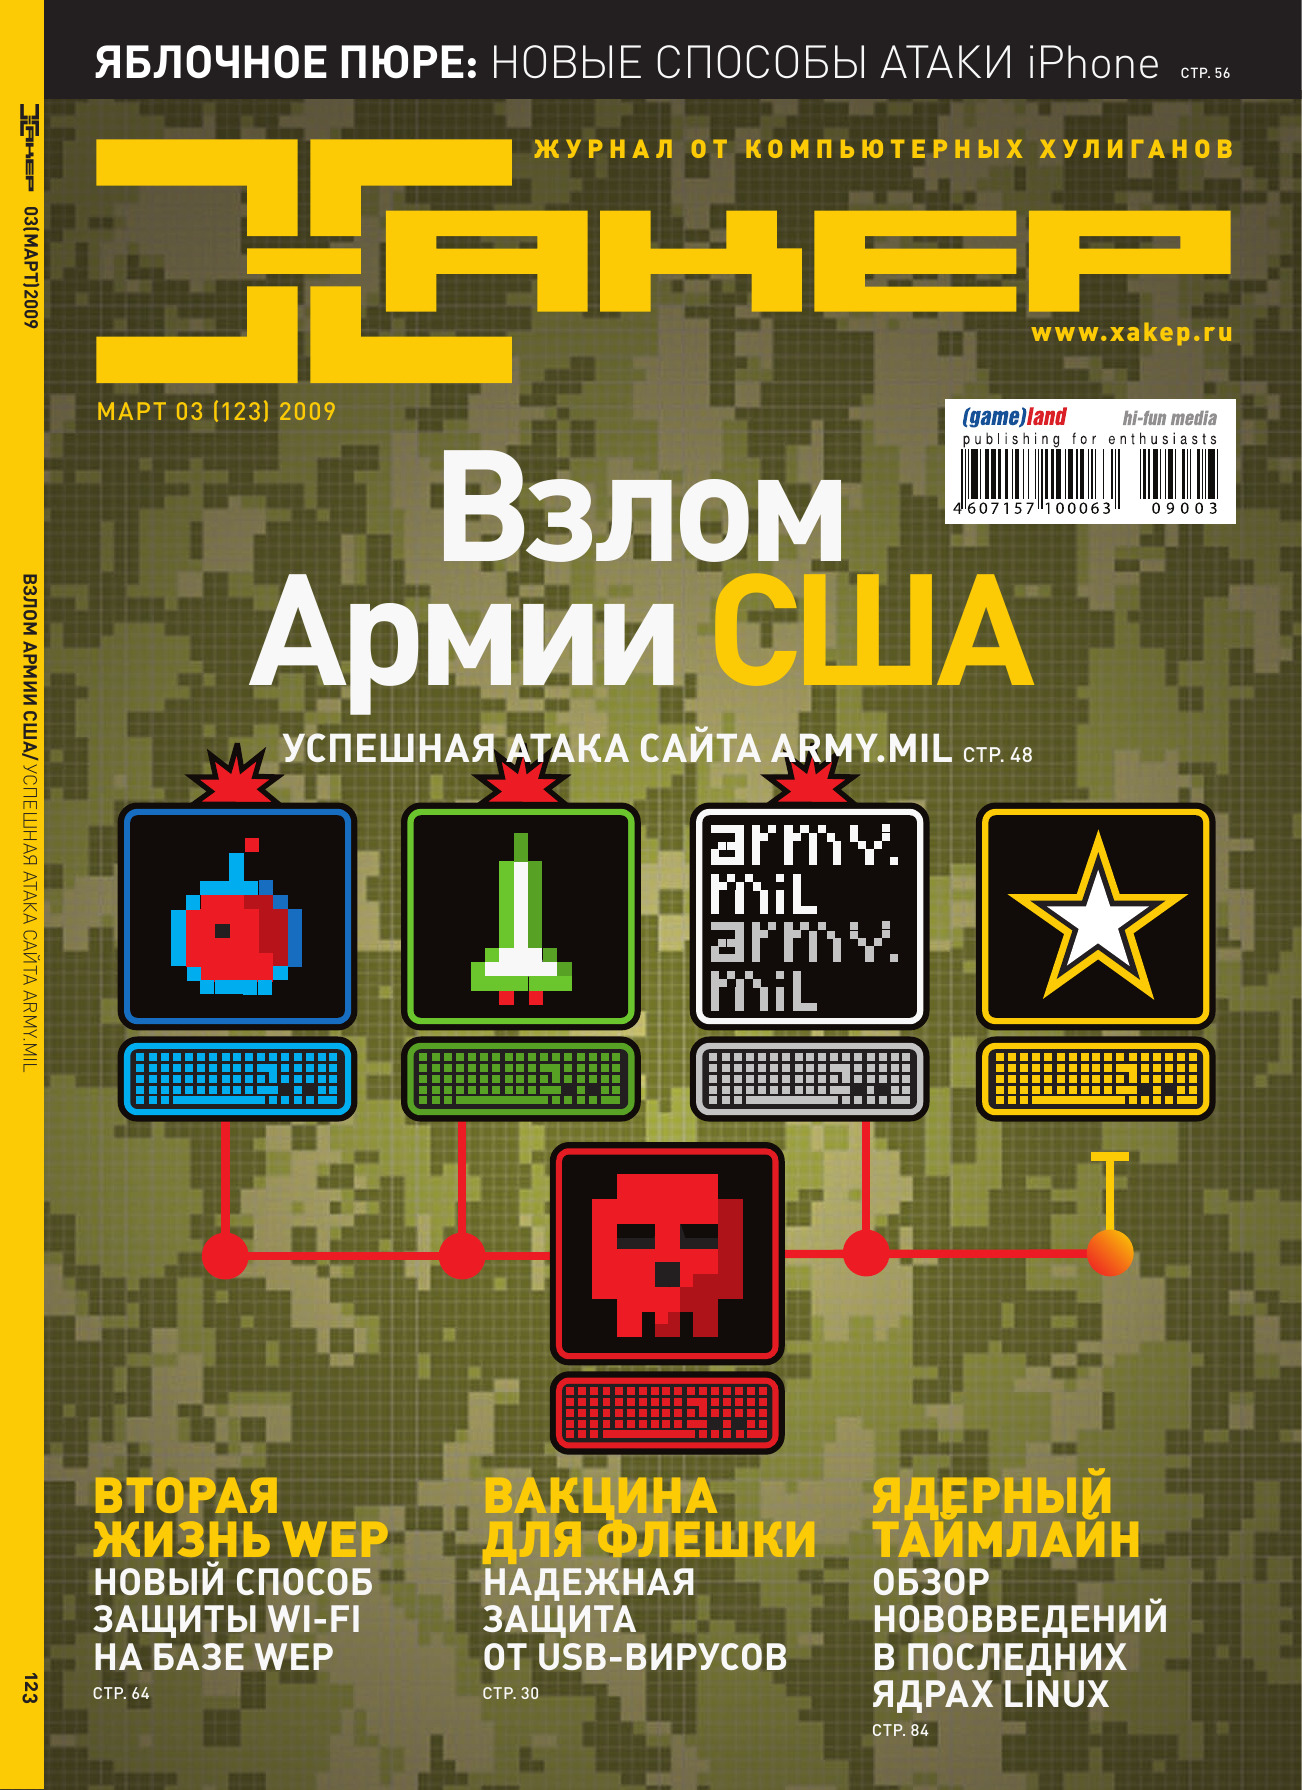 ЯБЛОЧНОЕ ПЮРЕ: НОВЫЕ СПОСОБЫ АТАКИ iPhone СТР. 56
ЖУРНАЛ ОТ КОМПЬЮТЕРНЫХ ХУЛИГАНОВ
ХАКЕР
www.xakep.ru
МАРТ 03 (123) 2009
(game)land hi-fun media
publishing for enthusiasts
4 607157 100063 09003
Взлом
Армии США
УСПЕШНАЯ АТАКА САЙТА ARMY.MIL СТР. 48
army.
mil
army.
mil
ВТОРАЯ
ЖИЗНЬ WEP
НОВЫЙ СПОСОБ
ЗАЩИТЫ WI-FI
НА БАЗЕ WEP
СТР. 64
ВАКЦИНА
ДЛЯ ФЛЕШКИ
НАДЕЖНАЯ
ЗАЩИТА
ОТ USB-ВИРУСОВ
СТР. 30
ЯДЕРНЫЙ
ТАЙМЛАЙН
ОБЗОР
НОВОВВЕДЕНИЙ
В ПОСЛЕДНИХ
ЯДРАХ LINUX
СТР. 84
ХАКЕР 03(МАРТ)2009
ВЗЛОМ АРМИИ США/УСПЕШНАЯ АТАКА САЙТА ARMY.MIL
123